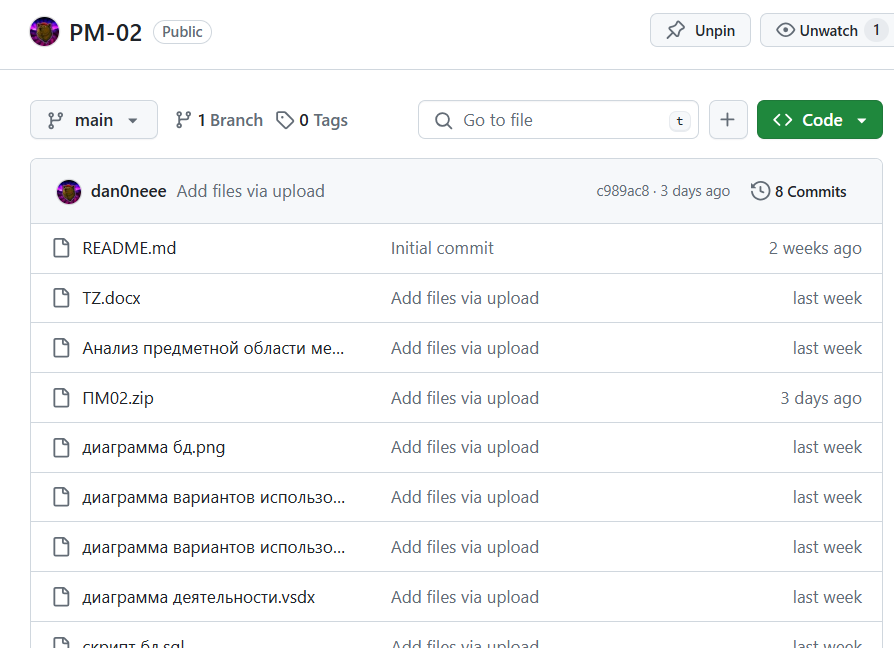 PM-02 Public Unpin Unwatch 1
main 1 Branch 0 Tags Go to file t + <> Code
dan0neee Add files via upload c989ac8 · 3 days ago 8 Commits
README.md Initial commit 2 weeks ago
TZ.docx Add files via upload last week
Анализ предметной области ме... Add files via upload last week
ПМ02.zip Add files via upload 3 days ago
диаграмма бд.png Add files via upload last week
диаграмма вариантов использо... Add files via upload last week
диаграмма вариантов использо... Add files via upload last week
диаграмма деятельности.vsdx Add files via upload last week
скрипт бд.sql Add files via upload last week